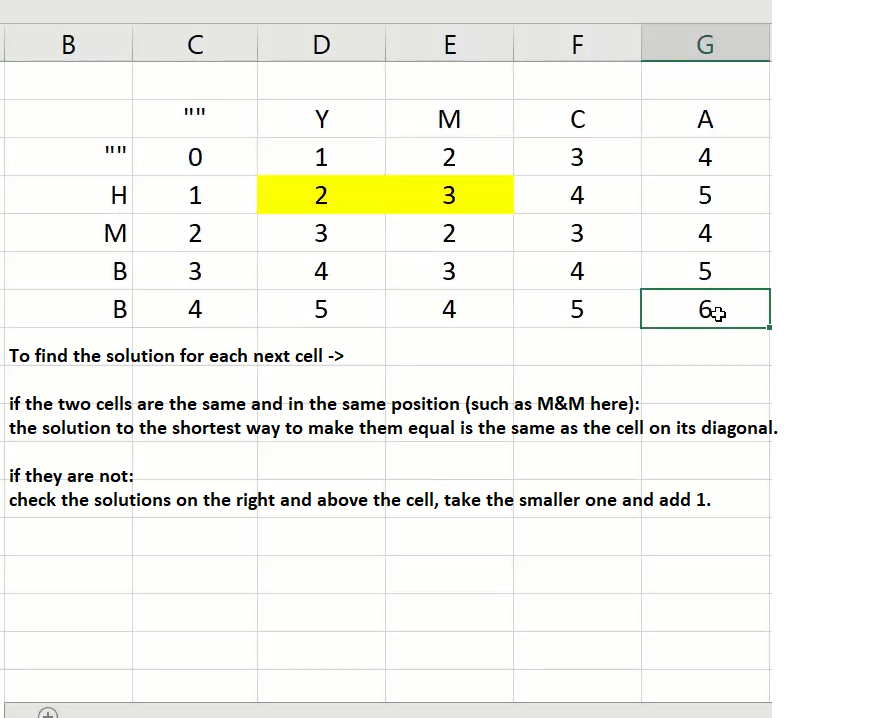 B C D E F G
"" Y M C A
"" 0 1 2 3 4
H 1 2 3 4 5
M 2 3 2 3 4
B 3 4 3 4 5
B 4 5 4 5 6
To find the solution for each next cell ->
if the two cells are the same and in the same position (such as M&M here):
the solution to the shortest way to make them equal is the same as the cell on its diagonal.
if they are not:
check the solutions on the right and above the cell, take the smaller one and add 1.